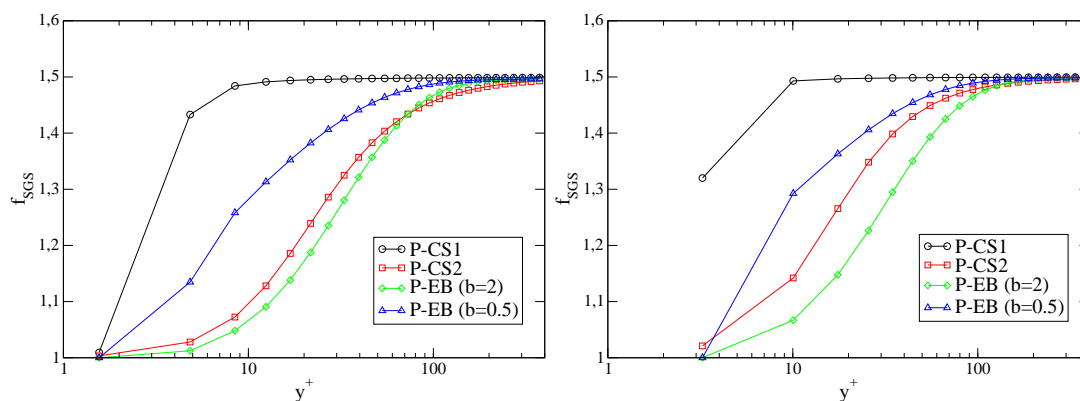 1,6
1,5
1,4
1,3
1,2
1,1
1
f_SGS
1 10 100
y^+
P-CS1
P-CS2
P-EB (b=2)
P-EB (b=0.5)
1,6
1,5
1,4
1,3
1,2
1,1
1
f_SGS
1 10 100
y^+
P-CS1
P-CS2
P-EB (b=2)
P-EB (b=0.5)